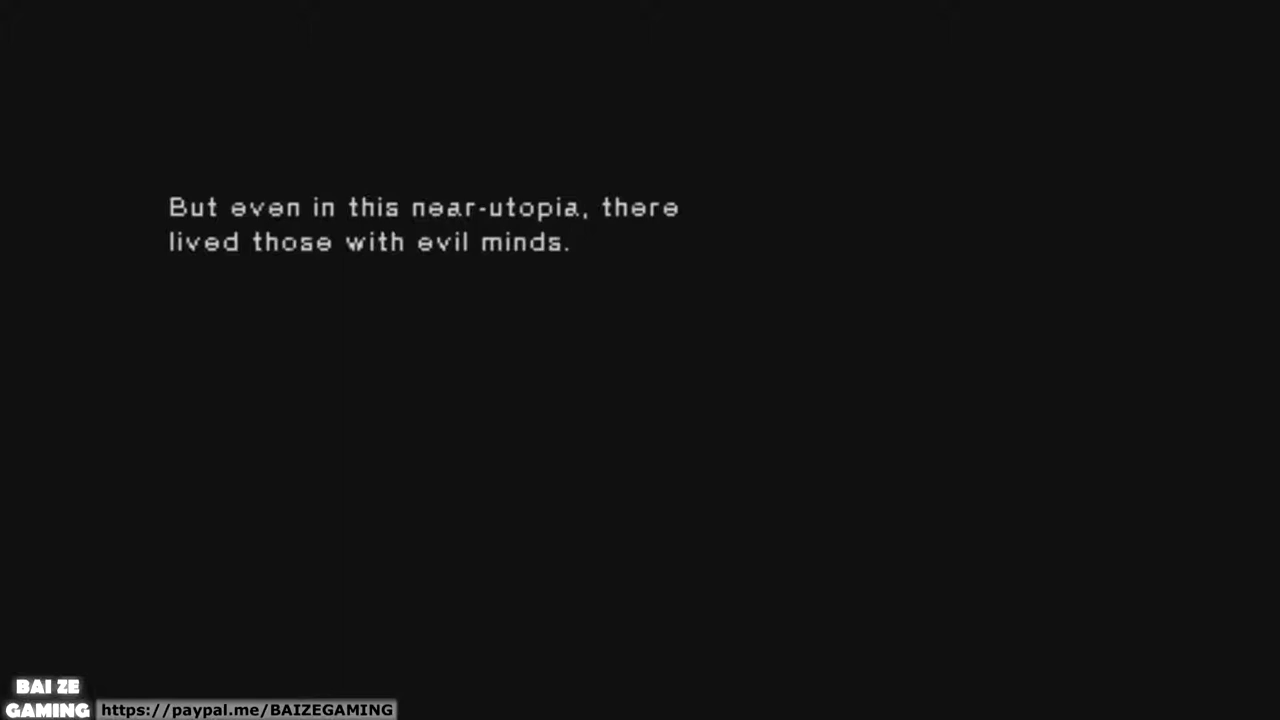 But even in this near-utopia, there
lived those with evil minds.
BAI ZE
GAMING
https://paypal.me/BAIZEGAMING